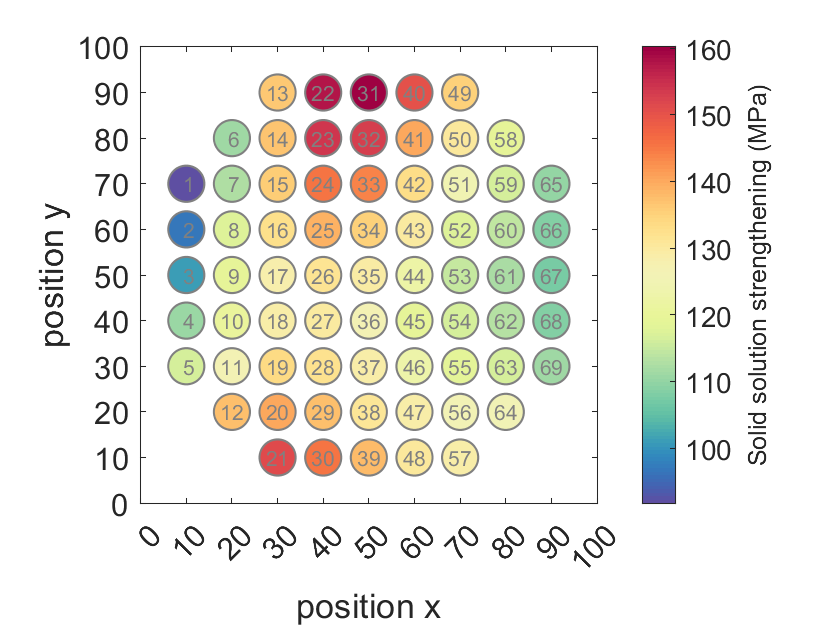 100
90
80
70
60
50
40
30
20
10
0
13 22 31 40 49
6 14 23 32 41 50 58
1 7 15 24 33 42 51 59 65
2 8 16 25 34 43 52 60 66
3 9 17 26 35 44 53 61 67
4 10 18 27 36 45 54 62 68
5 11 19 28 37 46 55 63 69
12 20 29 38 47 56 64
21 30 39 48 57
0 10 20 30 40 50 60 70 80 90 100
position x
position y
160
150
140
130
120
110
100
Solid solution strengthening (MPa)